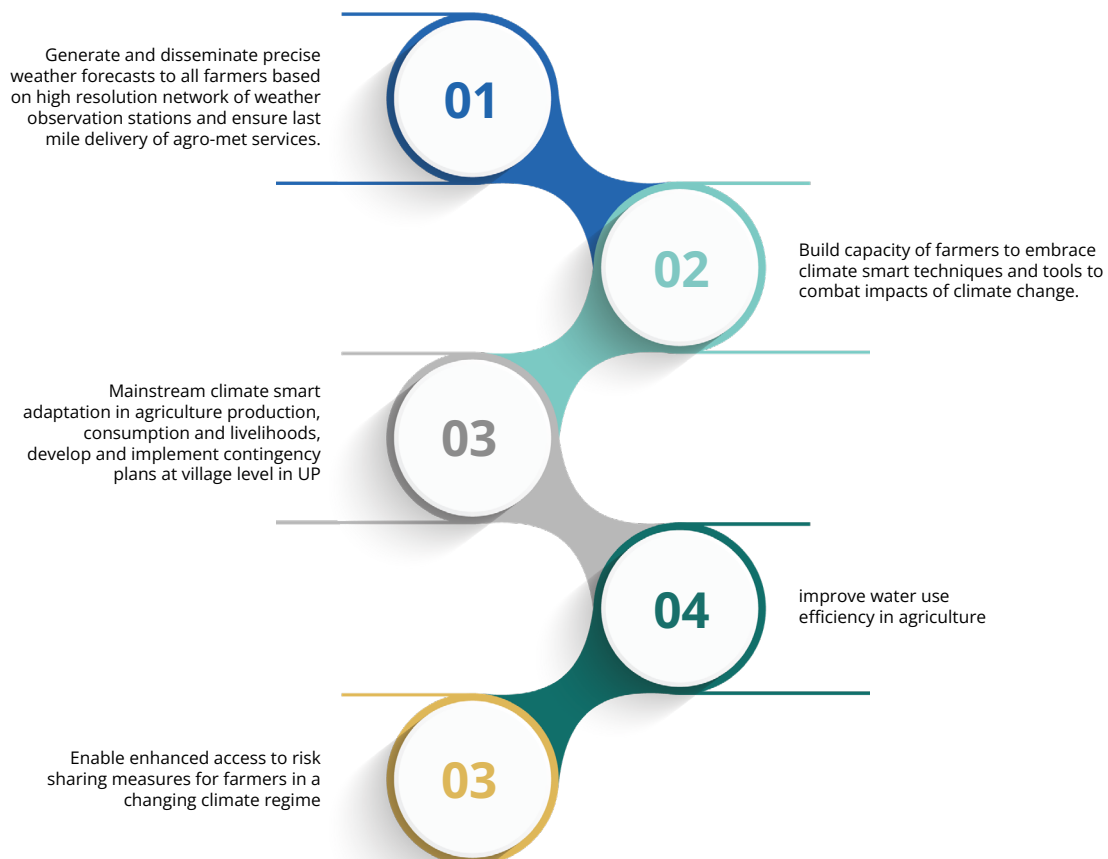 Generate and disseminate precise
weather forecasts to all farmers based
on high resolution network of weather
observation stations and ensure last
mile delivery of agro-met services.
01
02
Build capacity of farmers to embrace
climate smart techniques and tools to
combat impacts of climate change.
Mainstream climate smart
adaptation in agriculture production,
consumption and livelihoods,
develop and implement contingency
plans at village level in UP
03
04
improve water use
efficiency in agriculture
Enable enhanced access to risk
sharing measures for farmers in a
changing climate regime
03